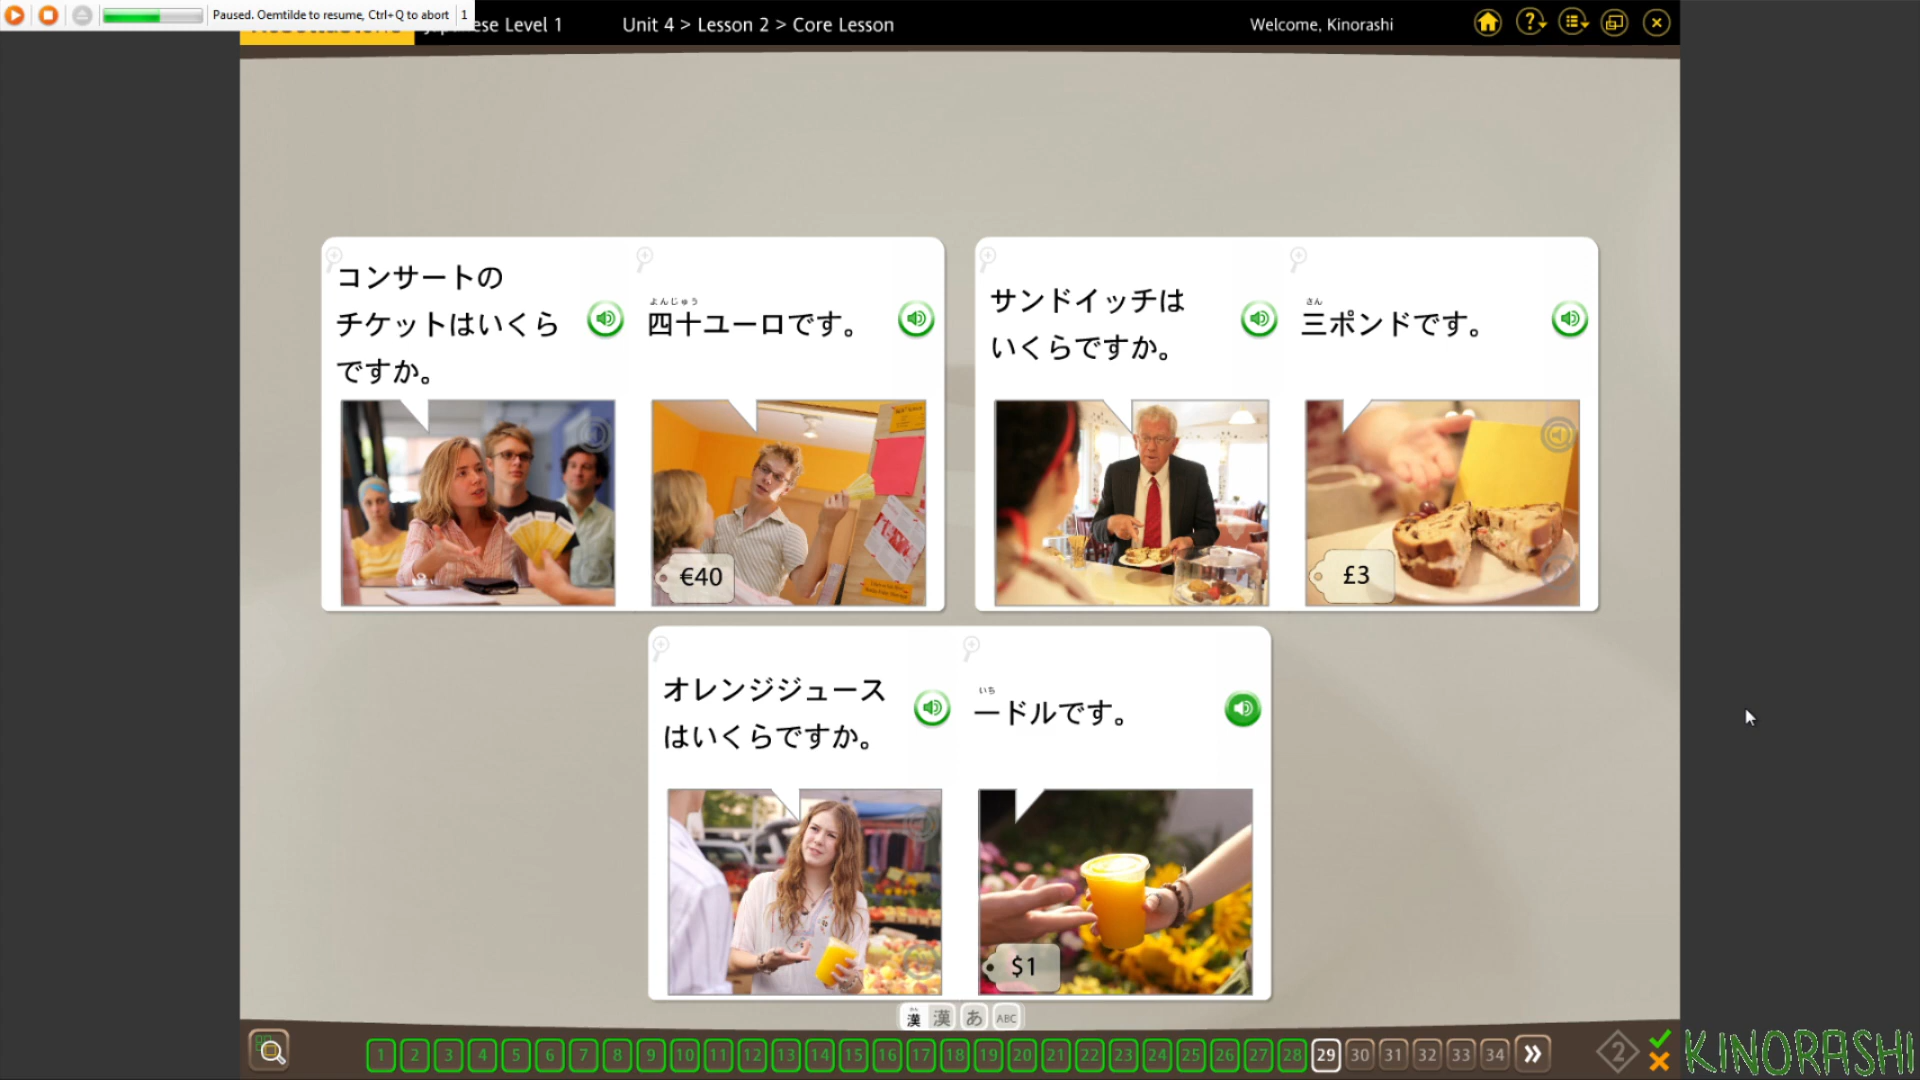 Paused. Oemtilde to resume, Ctrl+Q to abort 1
ese Level 1
Unit 4 > Lesson 2 > Core Lesson
Welcome, Kinorashi
コンサートの
チケットはいくら
ですか。
よんじゅう
四十ユーロです。
€40
サンドイッチは
いくらですか。
さん
三ポンドです。
£3
オレンジジュース
はいくらですか。
いち
一ドルです。
$1
漢 漢 あ ABC
1 2 3 4 5 6 7 8 9 10 11 12 13 14 15 16 17 18 19 20 21 22 23 24 25 26 27 28 29 30 31 32 33 34
2
KINORASHI